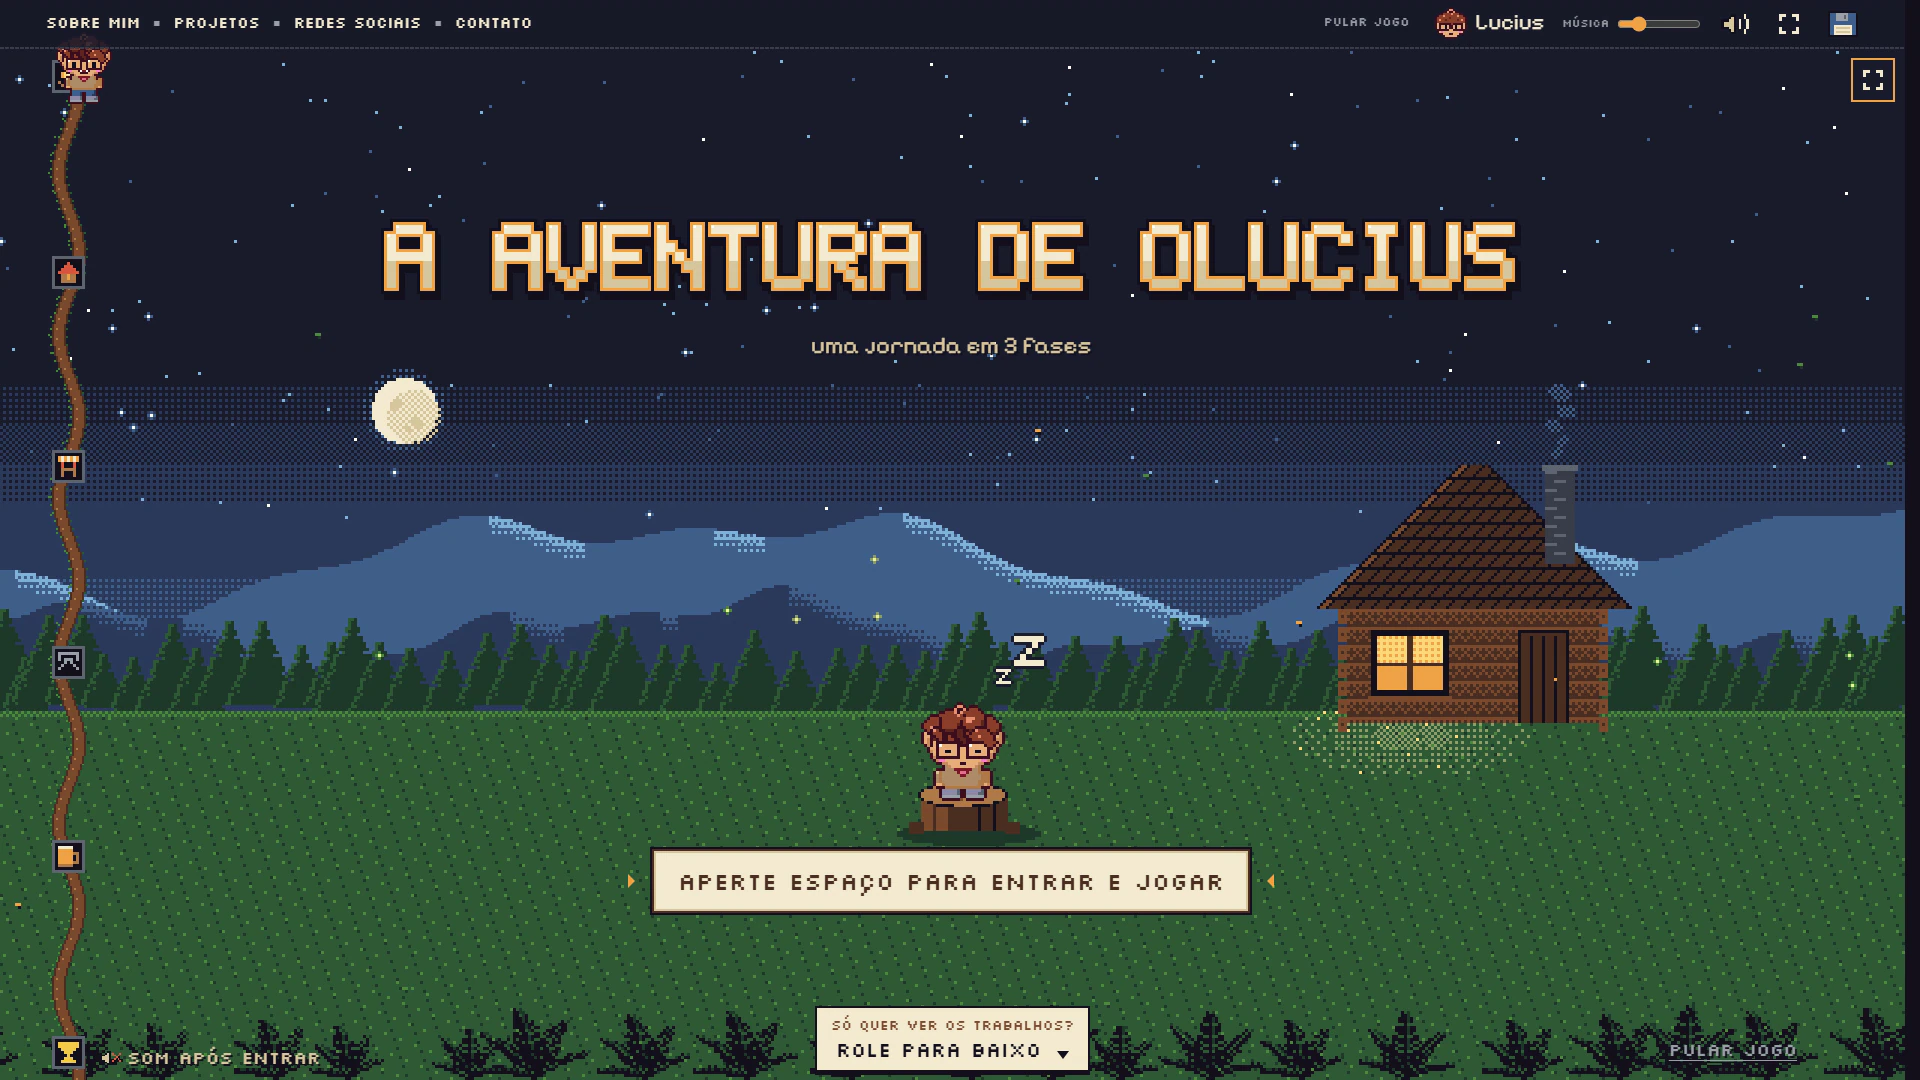 SOBRE MIM ▪ PROJETOS ▪ REDES SOCIAIS ▪ CONTATO
PULAR JOGO
Lucius
MÚSICA
A AVENTURA DE OLUCIUS
uma jornada em 3 fases
Z
z
APERTE ESPAÇO PARA ENTRAR E JOGAR
SÓ QUER VER OS TRABALHOS?
ROLE PARA BAIXO ▼
SOM APÓS ENTRAR
PULAR JOGO